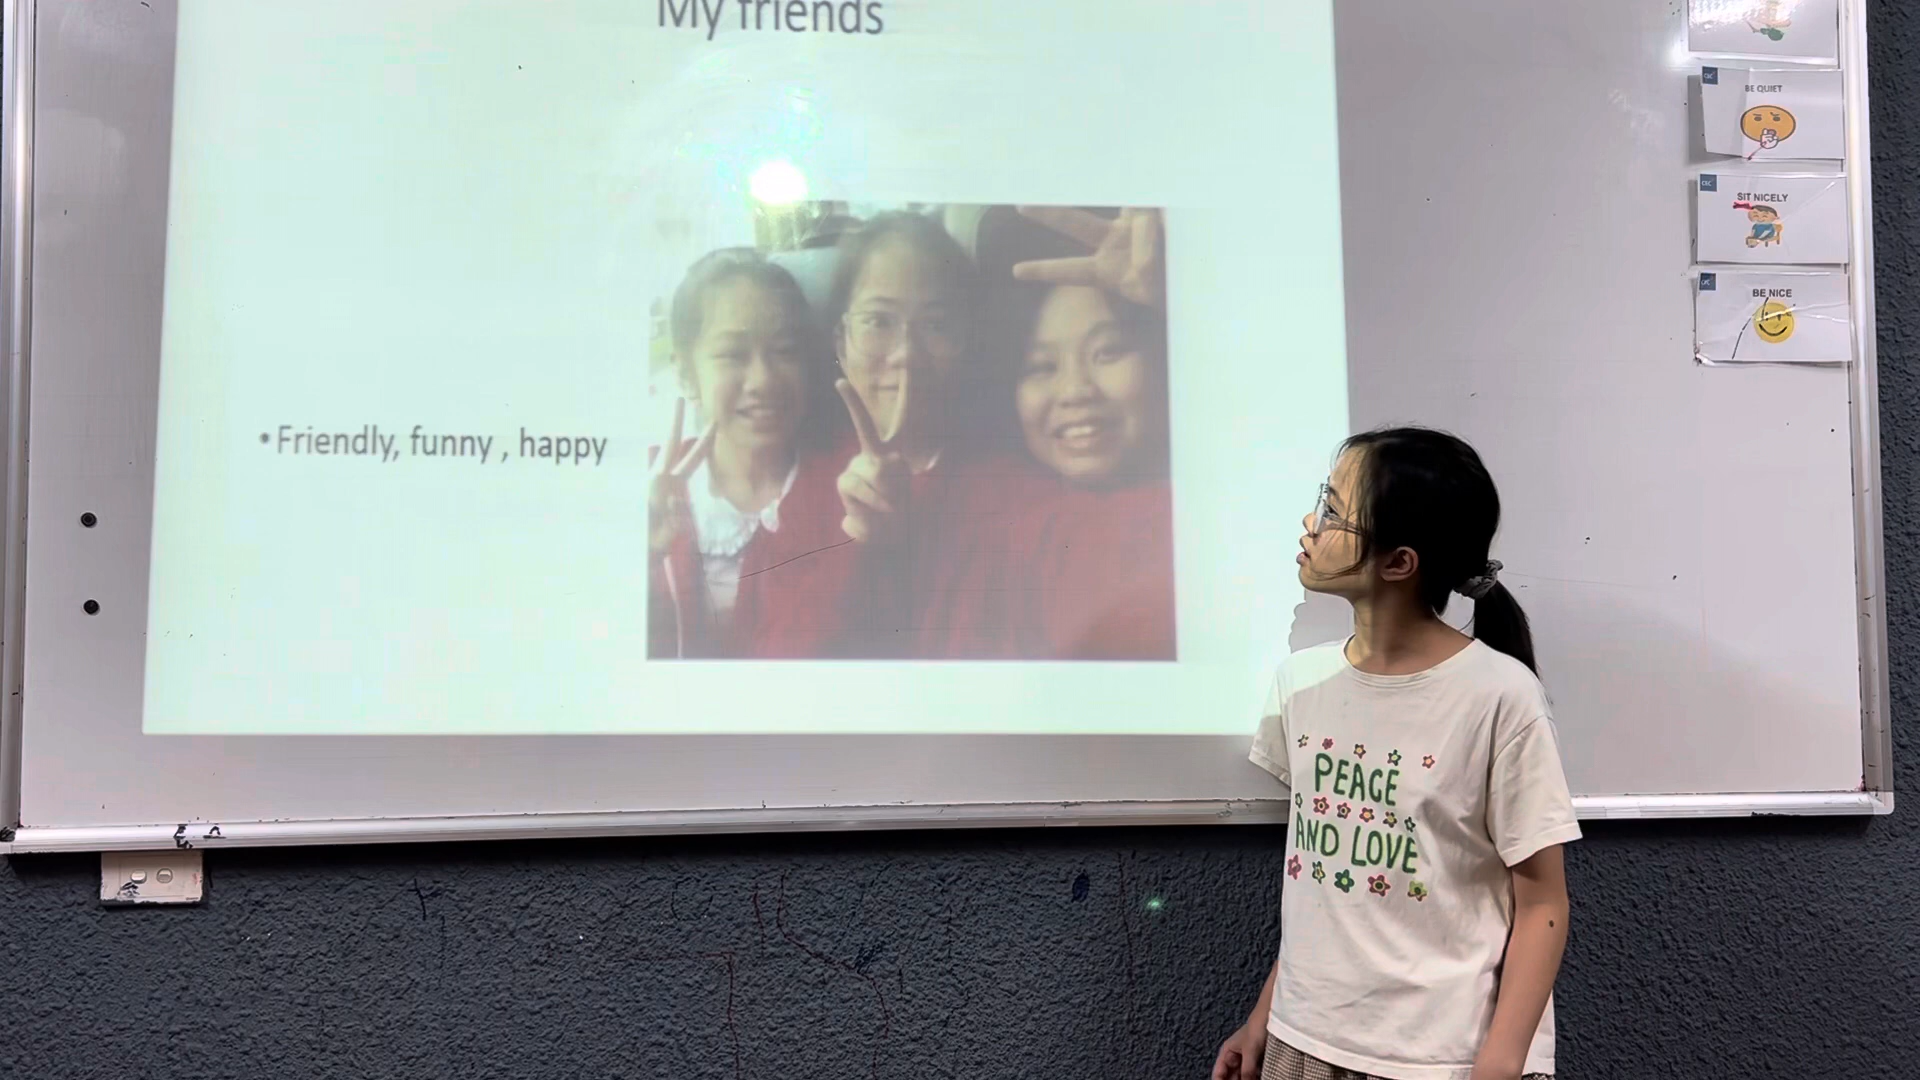 My friends
• Friendly, funny , happy
BE QUIET
SIT NICELY
BE NICE
PEACE
AND LOVE